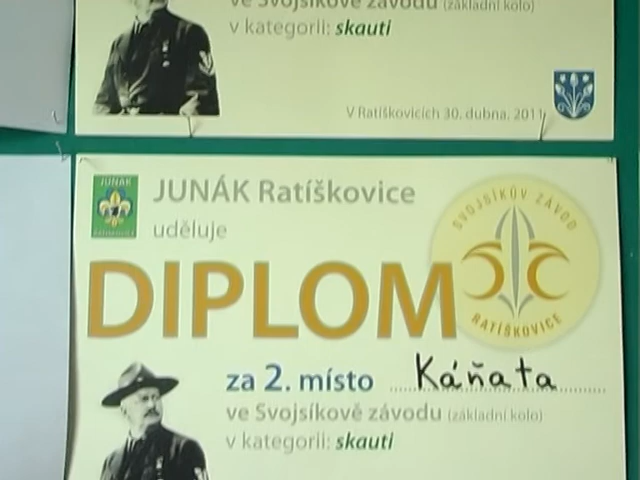 ve Svojsíkově závodu (základní kolo)
v kategorii: skauti
V Ratíškovicích 30. dubna, 2011
JUNÁK
JUNÁK Ratíškovice
uděluje
SVOJSÍKŮV ZÁVOD
RATÍŠKOVICE
DIPLOM
za 2. místo Káňata
ve Svojsíkově závodu (základní kolo)
v kategorii: skauti